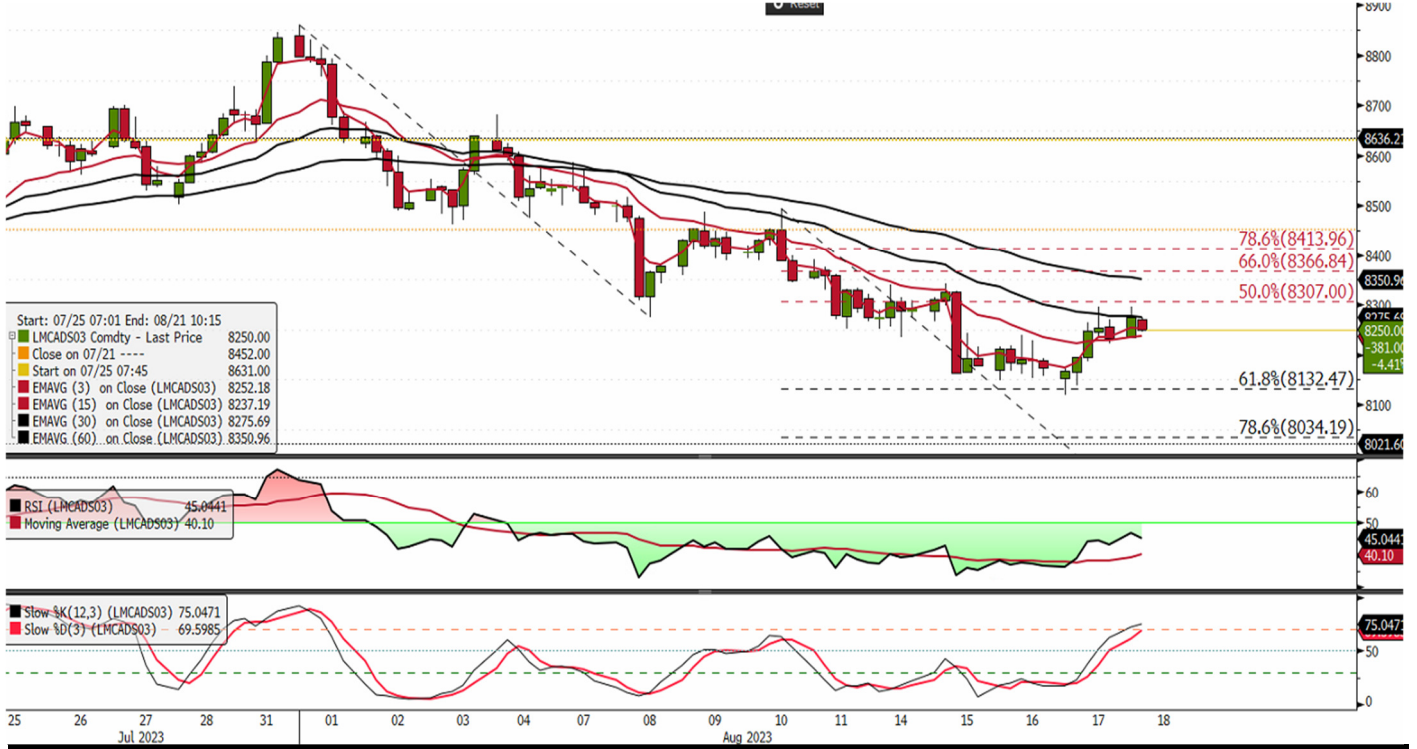 Reset
8900
8800
8700
8636.21
8600
8500
8400
78.6%(8413.96)
66.0%(8366.84)
8350.96
50.0%(8307.00)
8300
8275.69
8250.00
-381.00
-4.41%
61.8%(8132.47)
8100
78.6%(8034.19)
8021.60
Start: 07/25 07:01 End: 08/21 10:15
LMCADS03 Comdty - Last Price 8250.00
Close on 07/21 ---- 8452.00
Start on 07/25 07:45 8631.00
EMAVG (3) on Close (LMCADS03) 8252.18
EMAVG (15) on Close (LMCADS03) 8237.19
EMAVG (30) on Close (LMCADS03) 8275.69
EMAVG (60) on Close (LMCADS03) 8350.96
RSI (LMCADS03) 45.0441
Moving Average (LMCADS03) 40.10
60
50
45.0441
40.10
Slow %K(12,3) (LMCADS03) 75.0471
Slow %D(3) (LMCADS03) 69.5985
75.0471
50
0
25 26 27 28 31 01 02 03 04 07 08 09 10 11 14 15 16 17 18
Jul 2023 Aug 2023